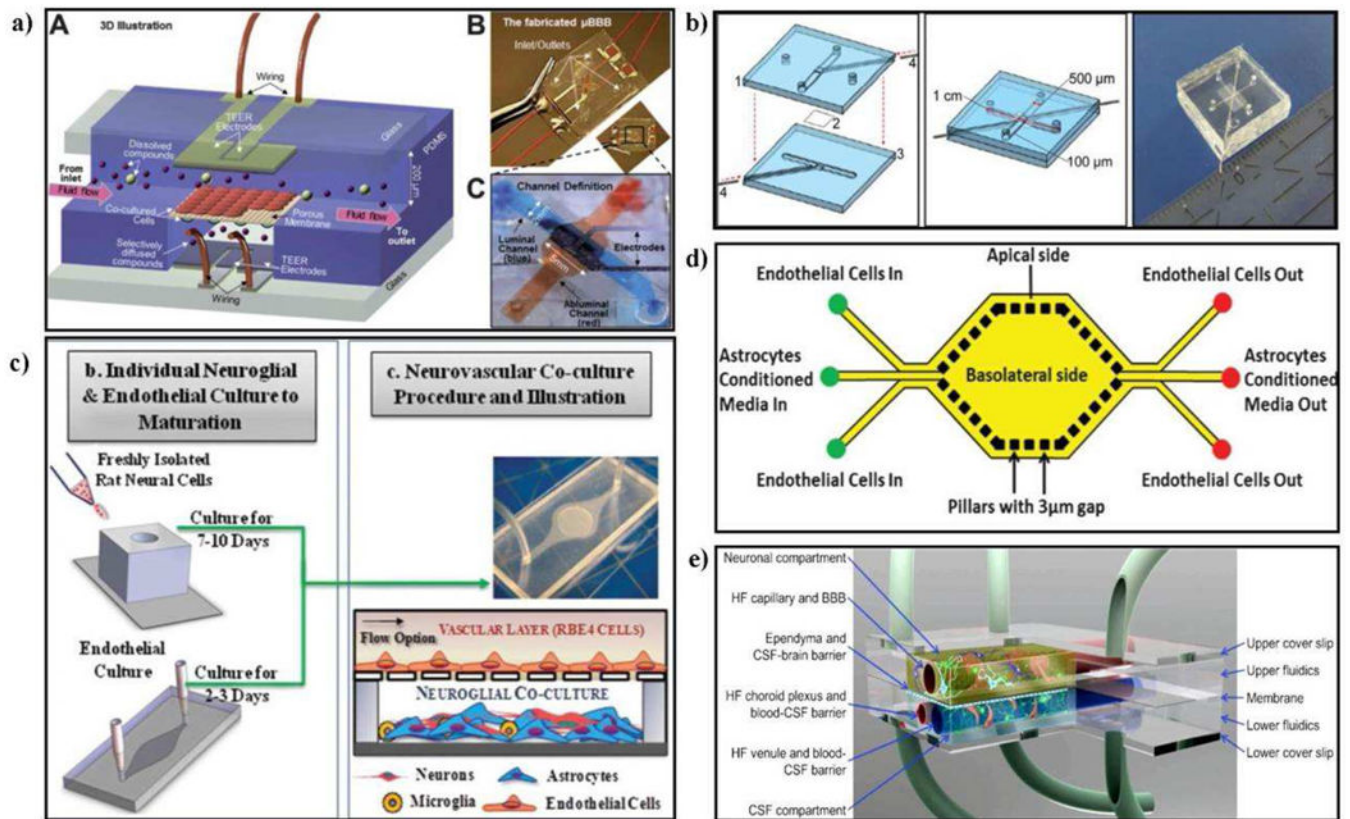 a)
A
3D Illustration
Wiring
TEER
Electrodes
Glass
PDMS
200 µm
Dissolved
compounds
From
inlet
Fluid flow
Co-cultured
Cells
Porous
Membrane
Fluid flow
To
outlet
Selectively
diffused
compounds
TEER
Electrodes
Wiring
Glass
B
The fabricated µBBB
Inlet/Outlets
C
Channel Definition
Luminal
Channel
(blue)
Electrodes
5mm
Abluminal
Channel
(red)
b)
1
2
3
4
4
1 cm
500 µm
100 µm
0
c)
b. Individual Neuroglial
& Endothelial Culture to
Maturation
Freshly Isolated
Rat Neural Cells
Culture for
7-10 Days
Endothelial
Culture
Culture for
2-3 Days
c. Neurovascular Co-culture
Procedure and Illustration
Flow Option
VASCULAR LAYER (RBE4 CELLS)
NEUROGLIAL CO-CULTURE
Neurons
Astrocytes
Microglia
Endothelial Cells
d)
Endothelial Cells In
Apical side
Endothelial Cells Out
Astrocytes
Conditioned
Media In
Basolateral side
Astrocytes
Conditioned
Media Out
Endothelial Cells In
Endothelial Cells Out
Pillars with 3µm gap
e)
Neuronal compartment
HF capillary and BBB
Ependyma and
CSF-brain barrier
HF choroid plexus and
blood-CSF barrier
HF venule and blood-
CSF barrier
CSF compartment
Upper cover slip
Upper fluidics
Membrane
Lower fluidics
Lower cover slip